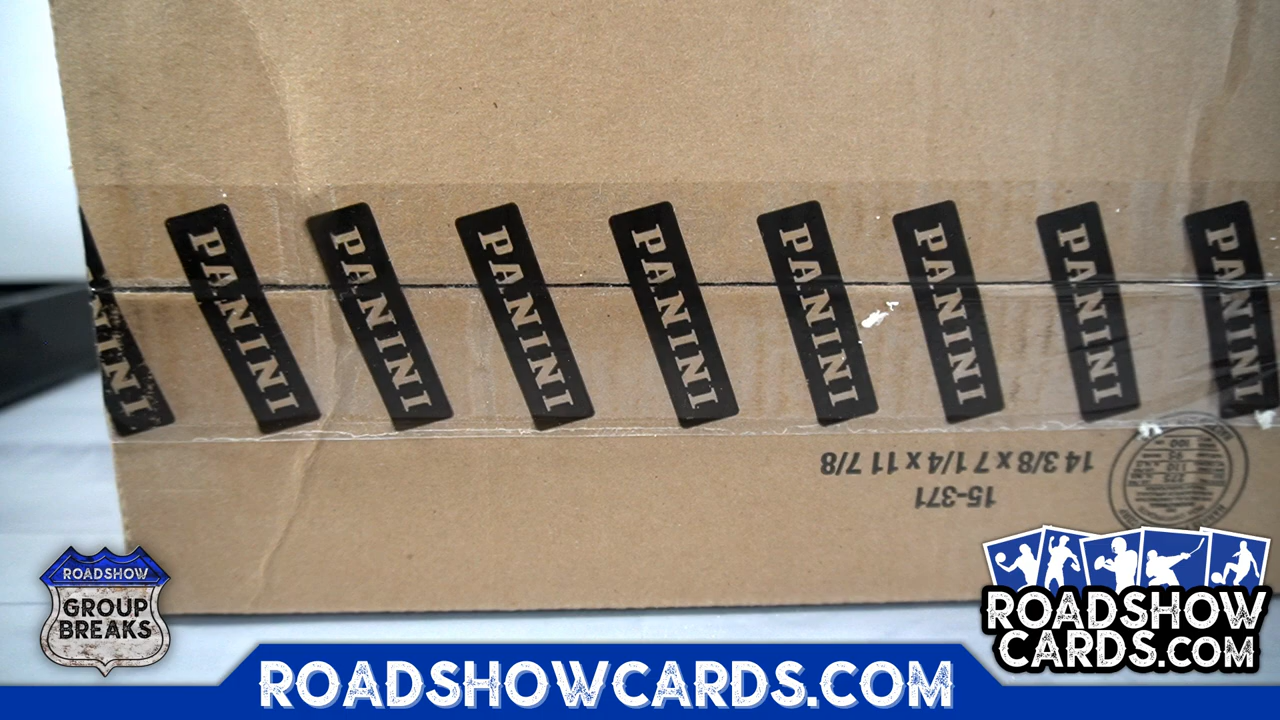 PANINI
PANINI
PANINI
PANINI
PANINI
PANINI
PANINI
PANINI
14 3/8 x 7 1/4 x 11 7/8
15-371
ROADSHOW
GROUP
BREAKS
ROADSHOW
CARDS.COM
ROADSHOWCARDS.COM